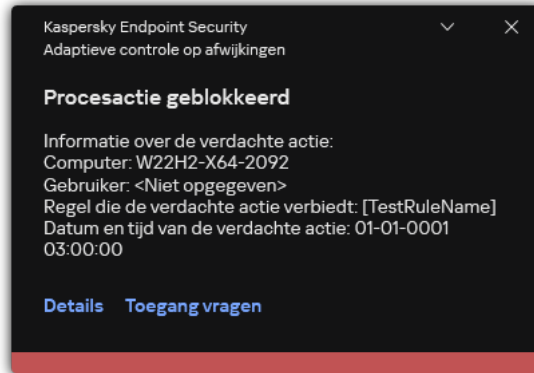 Kaspersky Endpoint Security
Adaptieve controle op afwijkingen
Procesactie geblokkeerd
Informatie over de verdachte actie:
Computer: W22H2-X64-2092
Gebruiker: <Niet opgegeven>
Regel die de verdachte actie verbiedt: [TestRuleName]
Datum en tijd van de verdachte actie: 01-01-0001
03:00:00
Details Toegang vragen